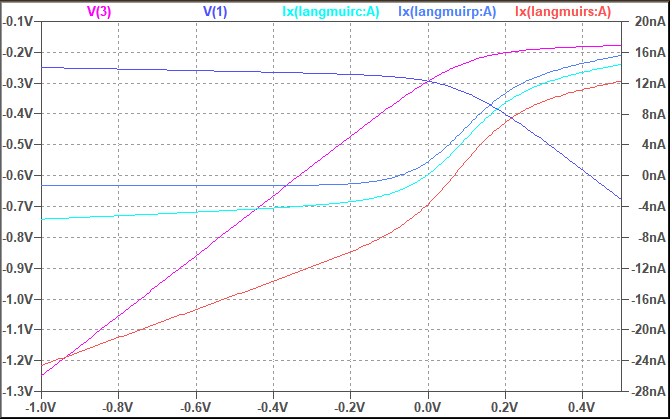 V(3) V(1) Ix(langmuirc:A) Ix(langmuirp:A) Ix(langmuirs:A)
-0.1V 20nA
-0.2V 16nA
-0.3V 12nA
-0.4V 8nA
-0.5V 4nA
-0.6V 0nA
-0.7V -4nA
-0.8V -8nA
-0.9V -12nA
-1.0V -16nA
-1.1V -20nA
-1.2V -24nA
-1.3V -28nA
-1.0V -0.8V -0.6V -0.4V -0.2V 0.0V 0.2V 0.4V